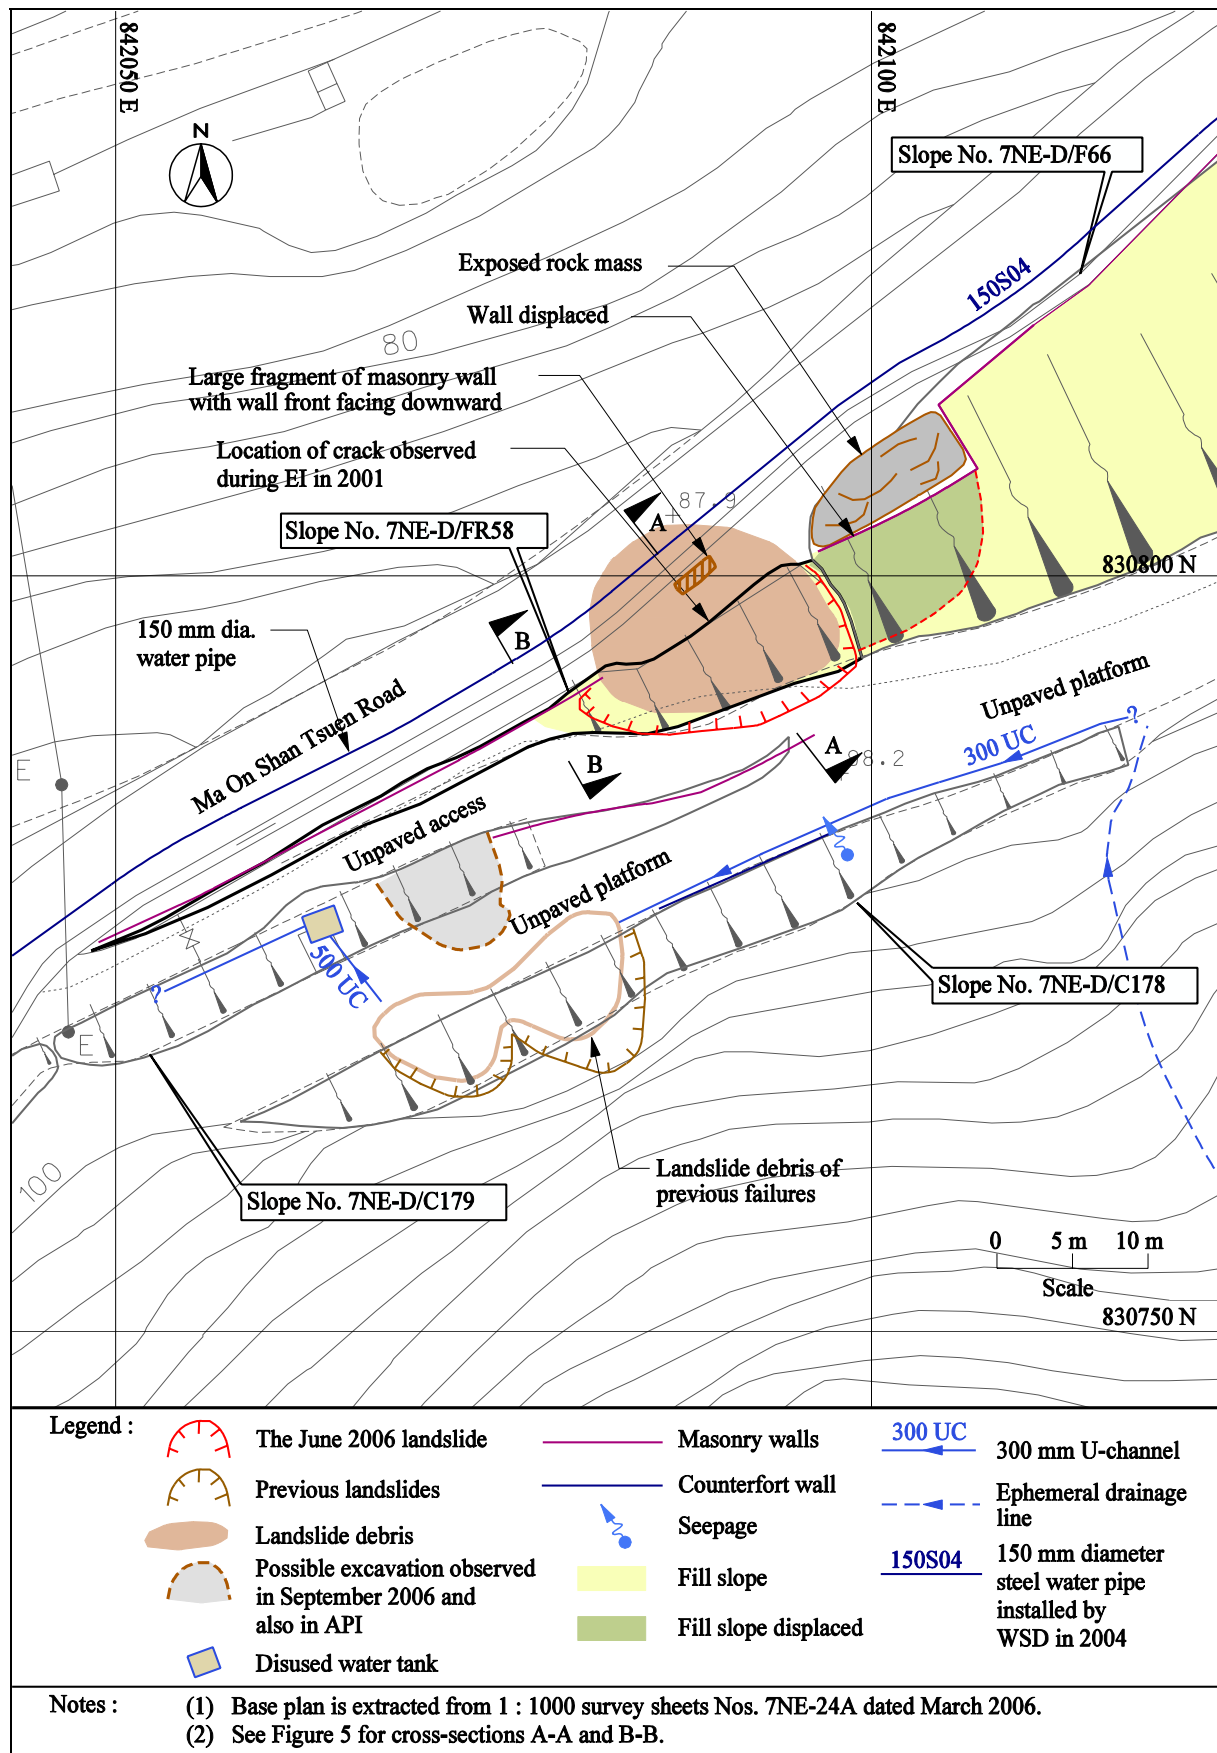 842050 E
842100 E
N
Slope No. 7NE-D/F66
Exposed rock mass
150S04
Wall displaced
80
Large fragment of masonry wall
with wall front facing downward
Location of crack observed
during EI in 2001
87.9
A
Slope No. 7NE-D/FR58
830800 N
150 mm dia.
water pipe
B
Ma On Shan Tsuen Road
Unpaved platform
?
300 UC
E
A
98.2
B
Unpaved access
Unpaved platform
500 UC
?
Slope No. 7NE-D/C178
E
100
Landslide debris of
previous failures
Slope No. 7NE-D/C179
0 5 m 10 m
Scale
830750 N
Legend :
The June 2006 landslide
Previous landslides
Landslide debris
Possible excavation observed
in September 2006 and
also in API
Disused water tank
Masonry walls
Counterfort wall
Seepage
Fill slope
Fill slope displaced
300 UC
300 mm U-channel
Ephemeral drainage
line
150S04
150 mm diameter
steel water pipe
installed by
WSD in 2004
Notes :
(1) Base plan is extracted from 1 : 1000 survey sheets Nos. 7NE-24A dated March 2006.
(2) See Figure 5 for cross-sections A-A and B-B.